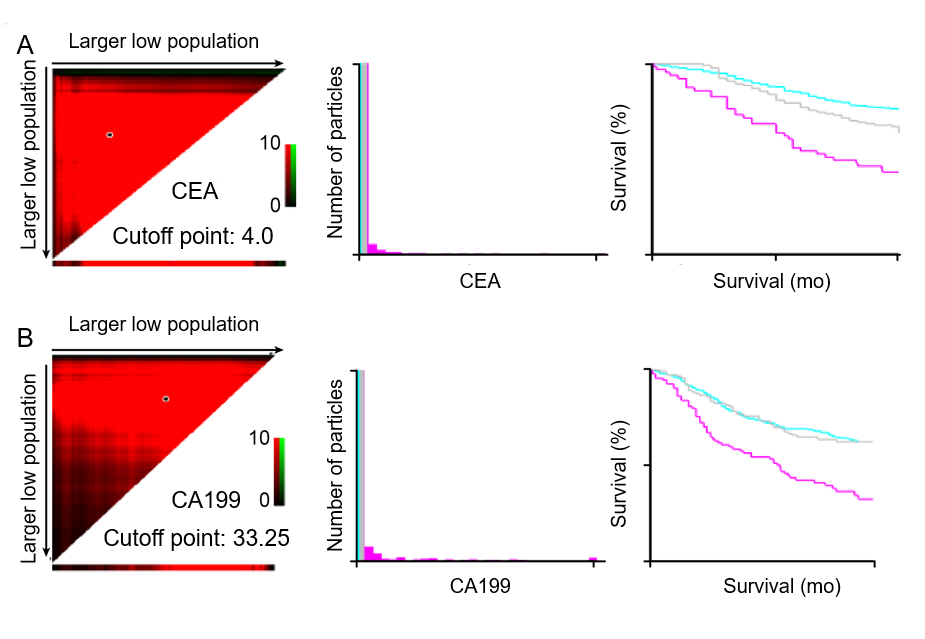 A
Larger low population
Larger low population
10
0
CEA
Cutoff point: 4.0
Number of particles
CEA
Survival (%)
Survival (mo)
B
Larger low population
Larger low population
10
0
CA199
Cutoff point: 33.25
Number of particles
CA199
Survival (%)
Survival (mo)